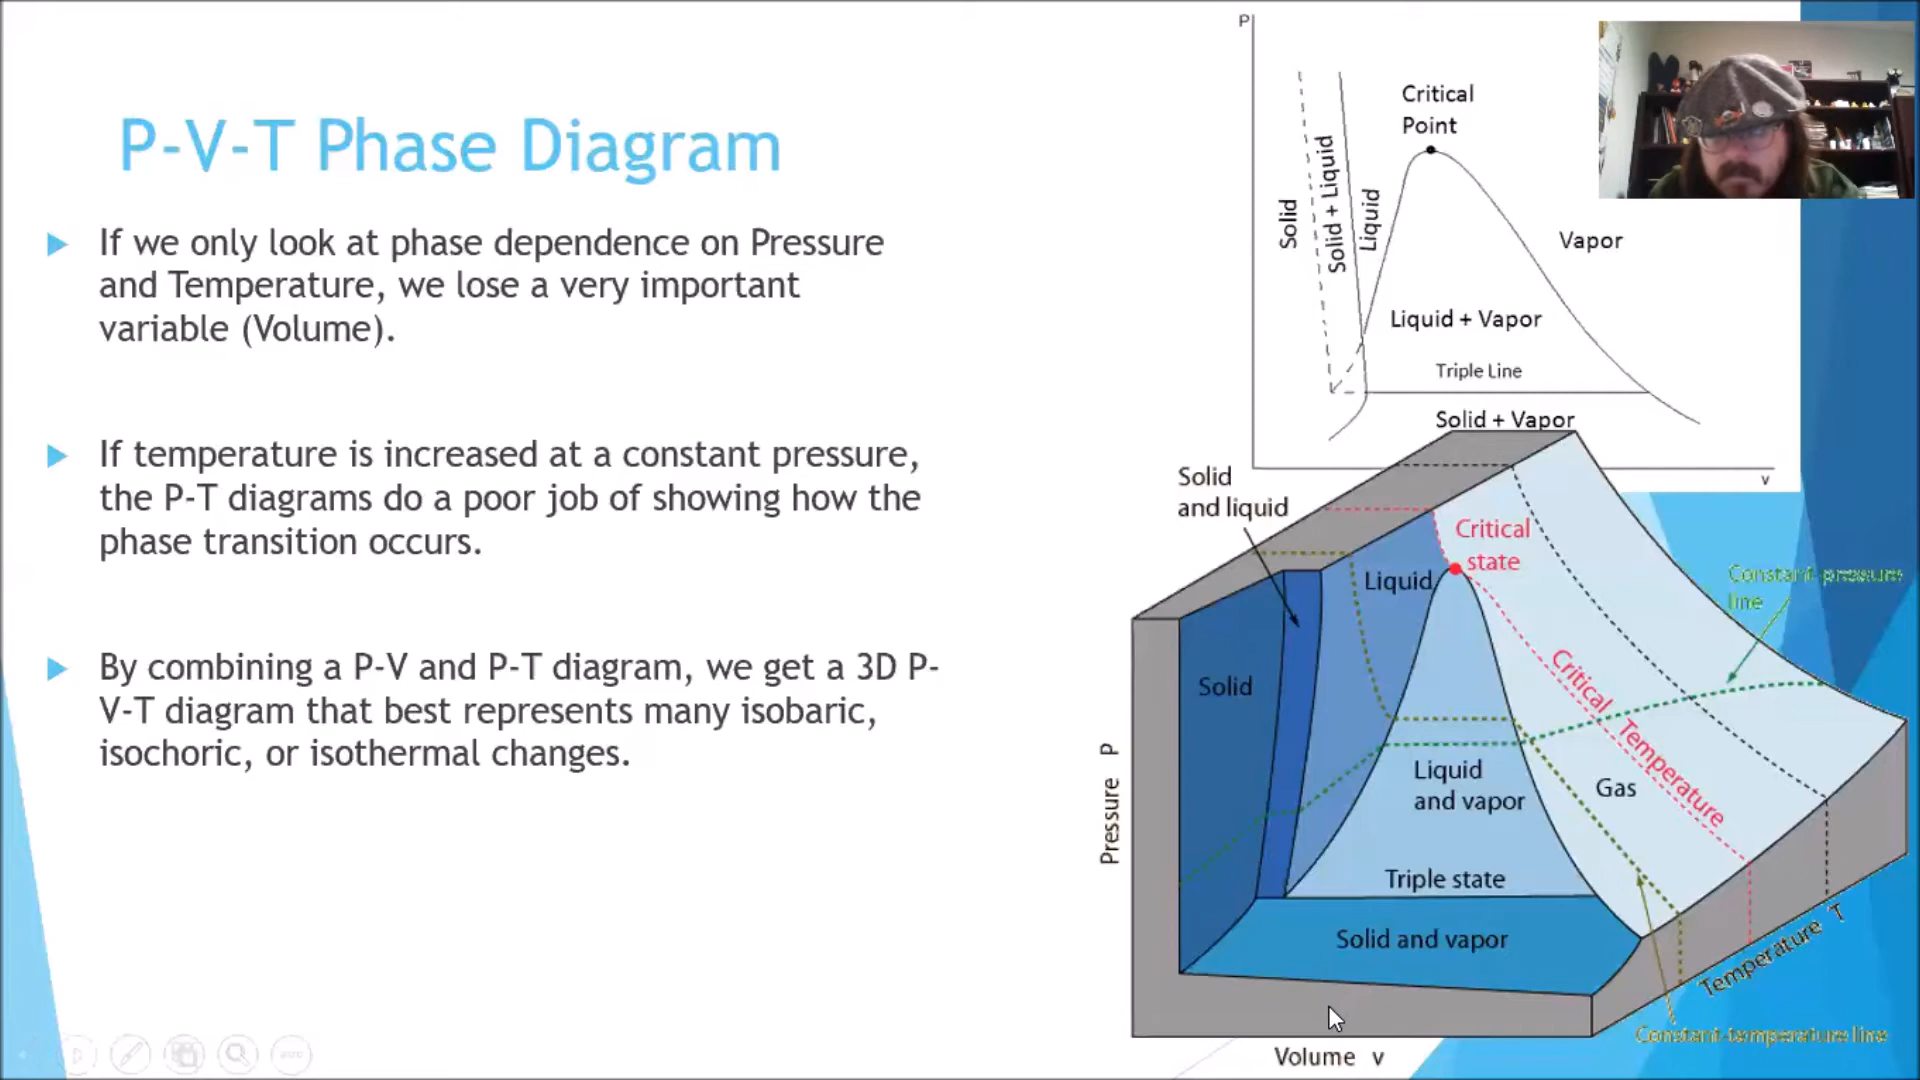 P-V-T Phase Diagram
If we only look at phase dependence on Pressure
and Temperature, we lose a very important
variable (Volume).
If temperature is increased at a constant pressure,
the P-T diagrams do a poor job of showing how the
phase transition occurs.
By combining a P-V and P-T diagram, we get a 3D P-
V-T diagram that best represents many isobaric,
isochoric, or isothermal changes.
P
Critical
Point
Solid
Solid + Liquid
Liquid
Vapor
Liquid + Vapor
Triple Line
Solid + Vapor
v
Solid
and liquid
Critical
state
Liquid
Constant-pressure
line
Solid
Critical Temperature
Liquid
and vapor
Gas
Triple state
Solid and vapor
Pressure P
Temperature T
Constant-temperature line
Volume v